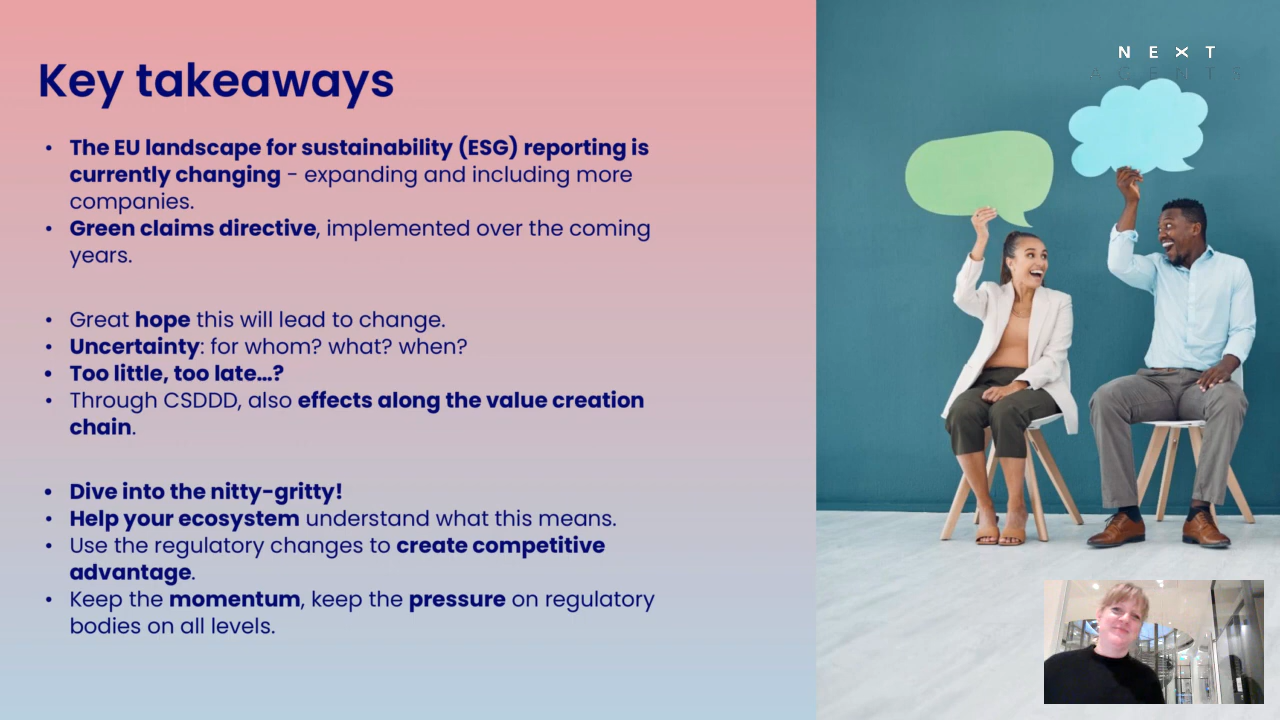 NEXT
AGENTS
Key takeaways
• The EU landscape for sustainability (ESG) reporting is
currently changing – expanding and including more
companies.
• Green claims directive, implemented over the coming
years.
• Great hope this will lead to change.
• Uncertainty: for whom? what? when?
• Too little, too late...?
• Through CSDDD, also effects along the value creation
chain.
• Dive into the nitty-gritty!
• Help your ecosystem understand what this means.
• Use the regulatory changes to create competitive
advantage.
• Keep the momentum, keep the pressure on regulatory
bodies on all levels.